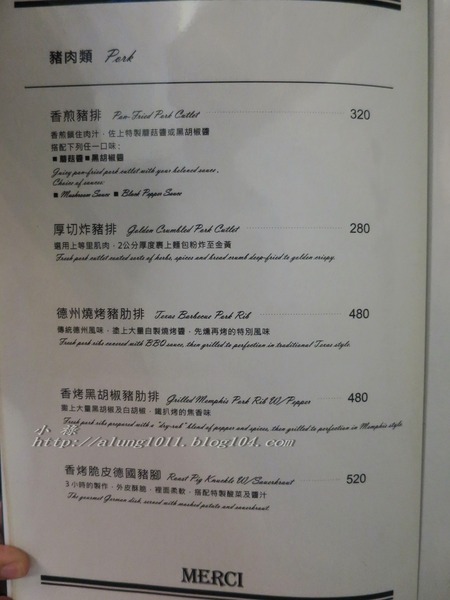 豬肉類 Pork
香煎豬排 Pan-Fried Pork Cutlet 320
香煎鎖住肉汁，佐上特製蘑菇醬或黑胡椒醬
搭配下列任一口味：
■蘑菇醬■黑胡椒醬
Juicy pan-fried pork cutlet with your balanced sauce.
Choice of sauces:
■ Mushroom Sauce ■ Black Pepper Sauce
厚切炸豬排 Golden Crumbled Pork Cutlet 280
選用上等里肌肉，2公分厚度裹上麵包粉炸至金黃
Fresh pork cutlet coated sorts of herbs, spices and bread crumb deep-fried to golden crispy.
德州燒烤豬肋排 Texas Barbecue Pork Rib 480
傳統德州風味，塗上大量自製燒烤醬，先燻再烤的特別風味
Fresh pork ribs covered with BBQ sauce, then grilled to perfection in traditional Texas style.
香烤黑胡椒豬肋排 Grilled Memphis Pork Rib W/Pepper 480
面上大量黑胡椒及白胡椒，鐵扒烤的焦香味
Fresh pork ribs prepared with a "dry-rub" blend of pepper and spices, then grilled to perfection in Memphis style
小蔡
http://alung1011.blog104.com
香烤脆皮德國豬腳 Roast Pig Knuckle W/Sauerkraut 520
3小時的製作，外皮酥脆，裡面柔軟，搭配特製酸菜及醬汁
The gourmet German dish, served with mashed potato and sauerkraut.
MERCI